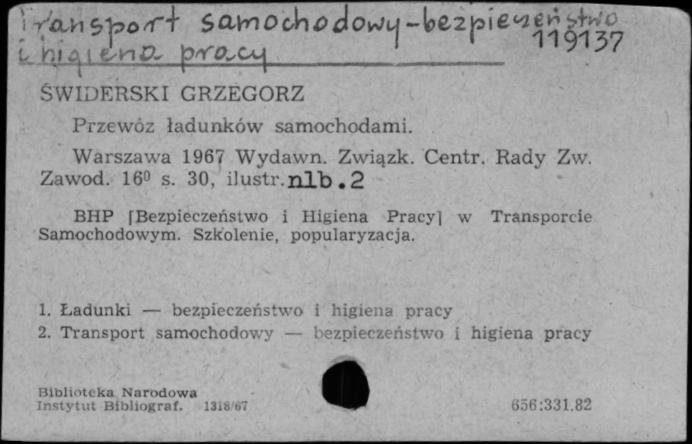 Transport samochodowy-bezpieczeństwo
119137
i higiena pracy
ŚWIDERSKI GRZEGORZ
Przewóz ładunków samochodami.
Warszawa 1967 Wydawn. Związk. Centr. Rady Zw.
Zawod. 16⁰ s. 30, ilustr. nlb.2
BHP [Bezpieczeństwo i Higiena Pracy] w Transporcie
Samochodowym. Szkolenie, popularyzacja.
1. Ładunki — bezpieczeństwo i higiena pracy
2. Transport samochodowy — bezpieczeństwo i higiena pracy
Biblioteka Narodowa
Instytut Bibliograf. 1318/67
656:331.82